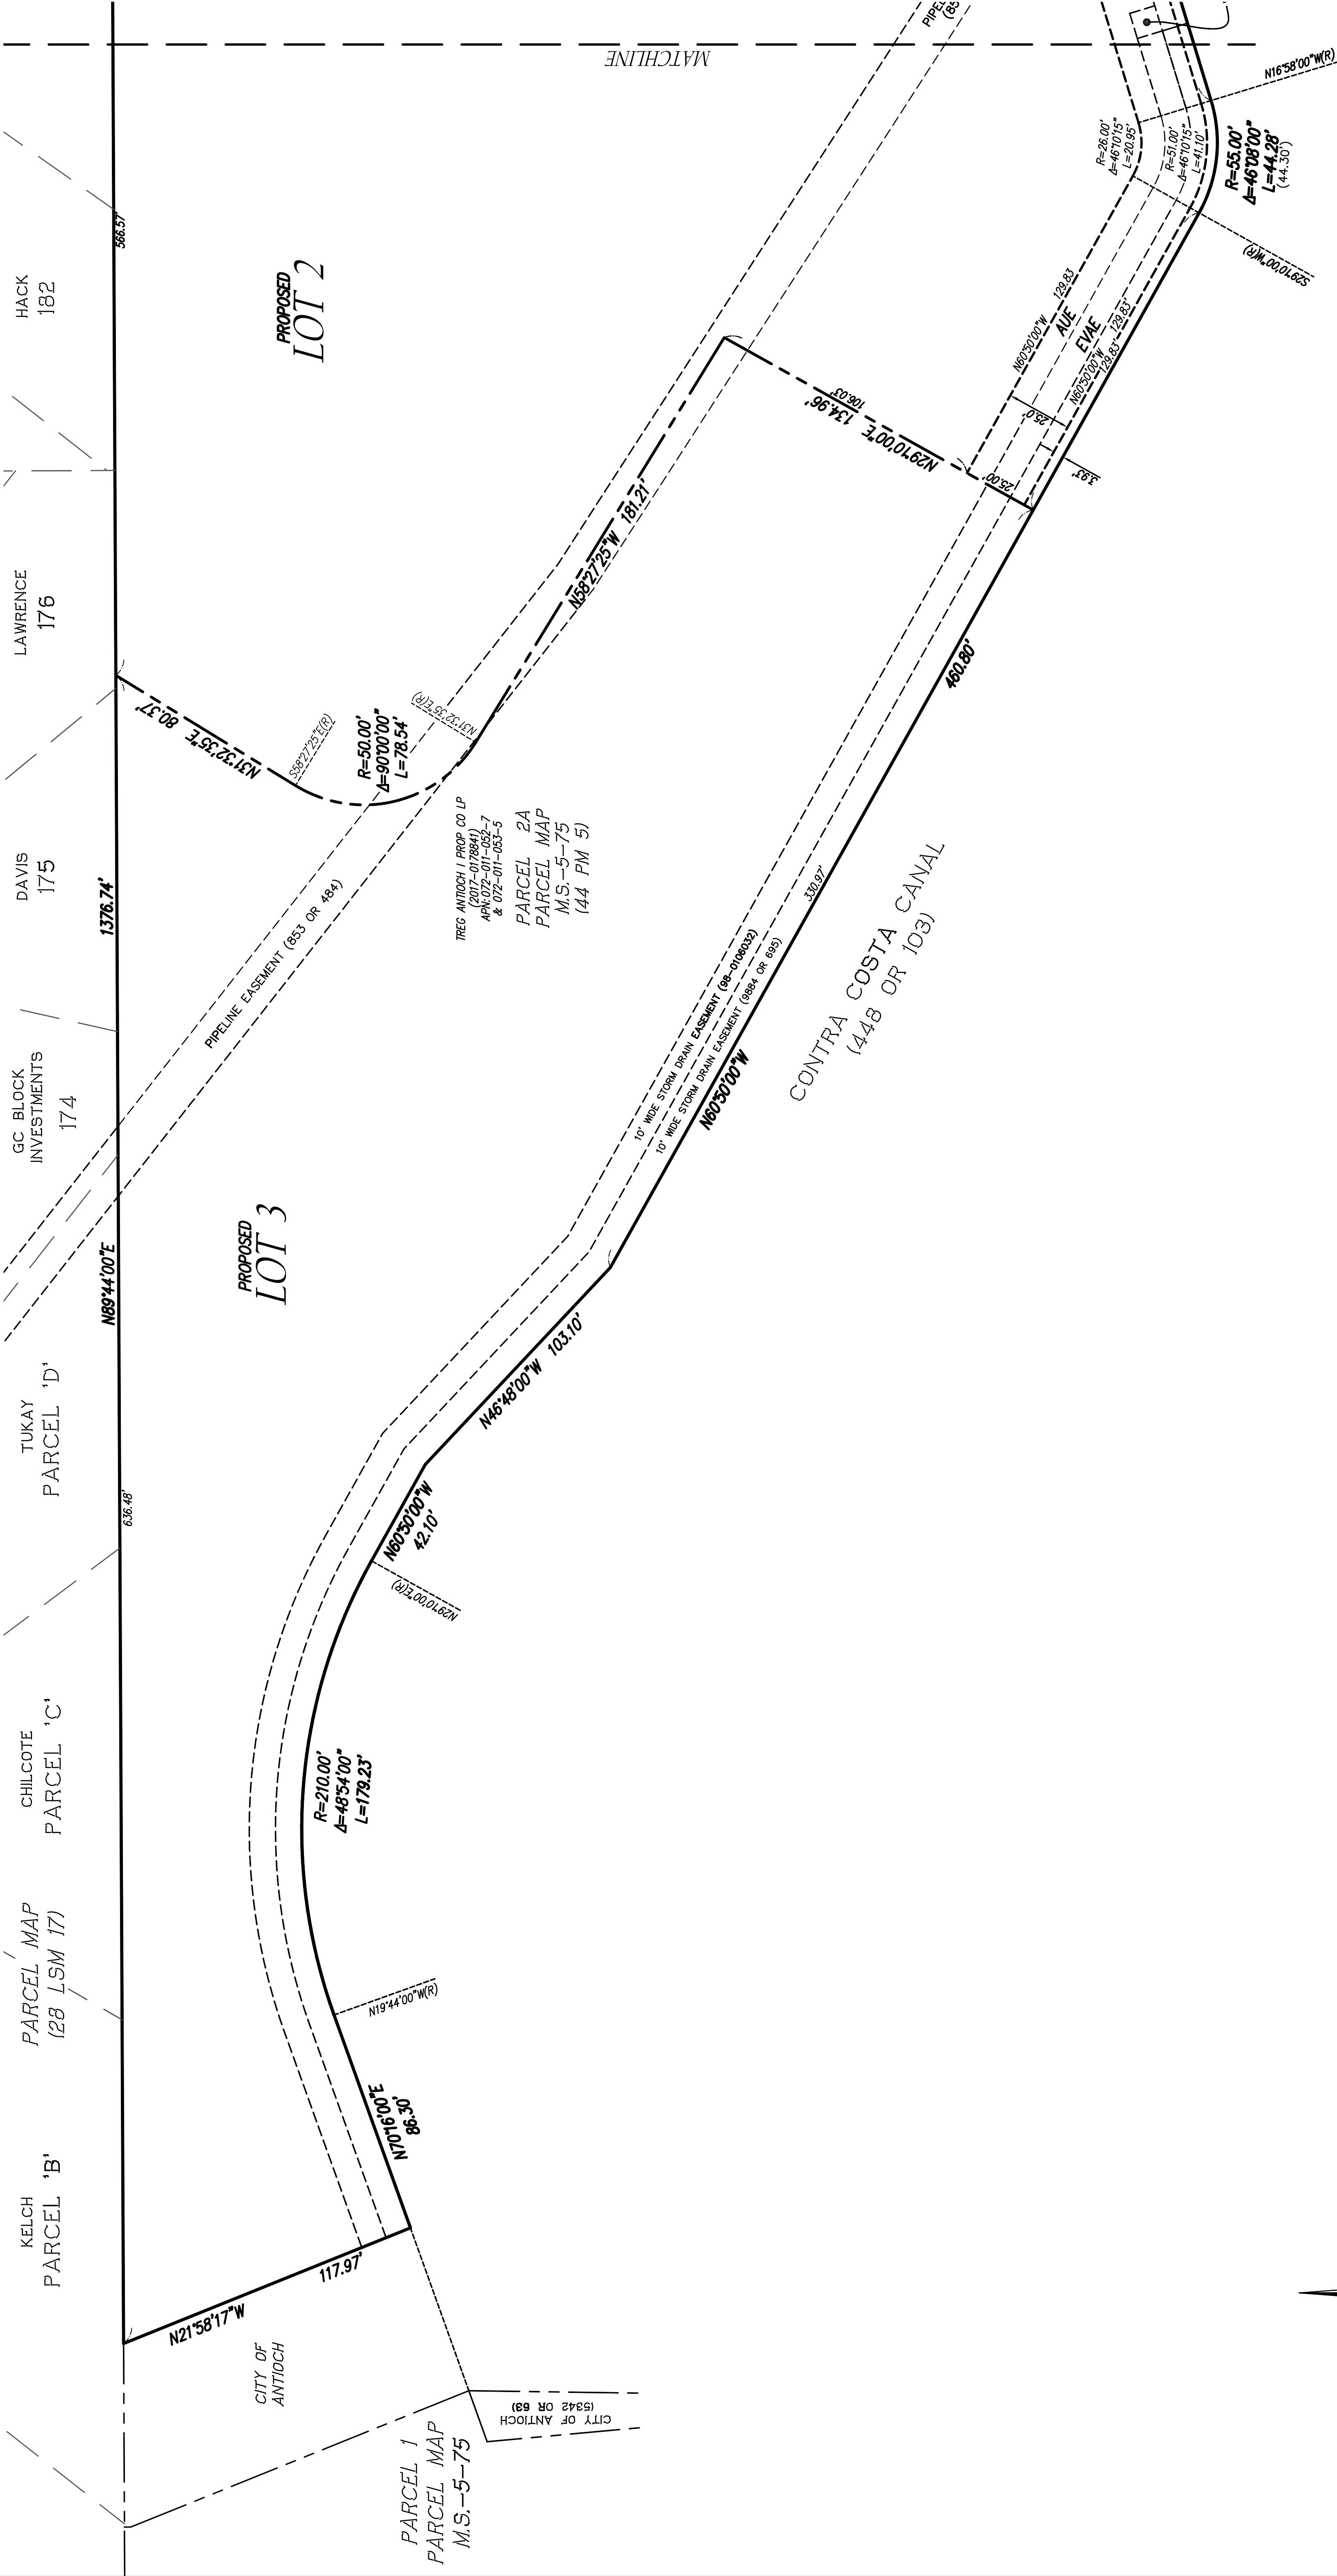 MATCHLINE
PIPE
(85
N16°58'00"W(R)
R=26.00'
Δ=46°10'15"
L=20.95'
R=51.00'
Δ=46°10'15"
L=41.10'
R=55.00'
Δ=46°08'00"
L=44.28'
(44.30')
S29°10'00"W(R)
566.57'
HACK
182
PROPOSED
LOT 2
N60°50'00"W 129.83
AUE
EVAE
N60°50'00"W 129.83'
129.83'
25.0'
3.93'
25.00'
106.03'
N29°10'00"E 134.96'
N58°27'25"W 181.21'
LAWRENCE
176
N31°32'35"E 80.37'
S58°27'25"E(R)
N31°32'35"E(R)
R=50.00'
Δ=90°00'00"
L=78.54'
460.80'
DAVIS
175
1376.74'
PIPELINE EASEMENT (853 OR 484)
TREG ANTIOCH I PROP CO LP
(2017-0178841)
APN: 072-011-052-7
& 072-011-053-5
PARCEL 2A
PARCEL MAP
M.S.-5-75
(44 PM 5)
330.97'
10' WIDE STORM DRAIN EASEMENT (98-0106032)
10' WIDE STORM DRAIN EASEMENT (9884 OR 695)
N60°50'00"W
CONTRA COSTA CANAL
(448 OR 103)
GC BLOCK
INVESTMENTS
174
N89°44'00"E
PROPOSED
LOT 3
N46°48'00"W 103.10'
TUKAY
PARCEL 'D'
636.48'
N60°50'00"W
42.10'
N29°10'00"E(R)
CHILCOTE
PARCEL 'C'
R=210.00'
Δ=48°54'00"
L=179.23'
PARCEL MAP
(28 LSM 17)
N19°44'00"W(R)
N70°16'00"E
86.30'
KELCH
PARCEL 'B'
117.97'
N21°58'17"W
CITY OF
ANTIOCH
CITY OF ANTIOCH
(5342 OR 63)
PARCEL 1
PARCEL MAP
M.S.-5-75